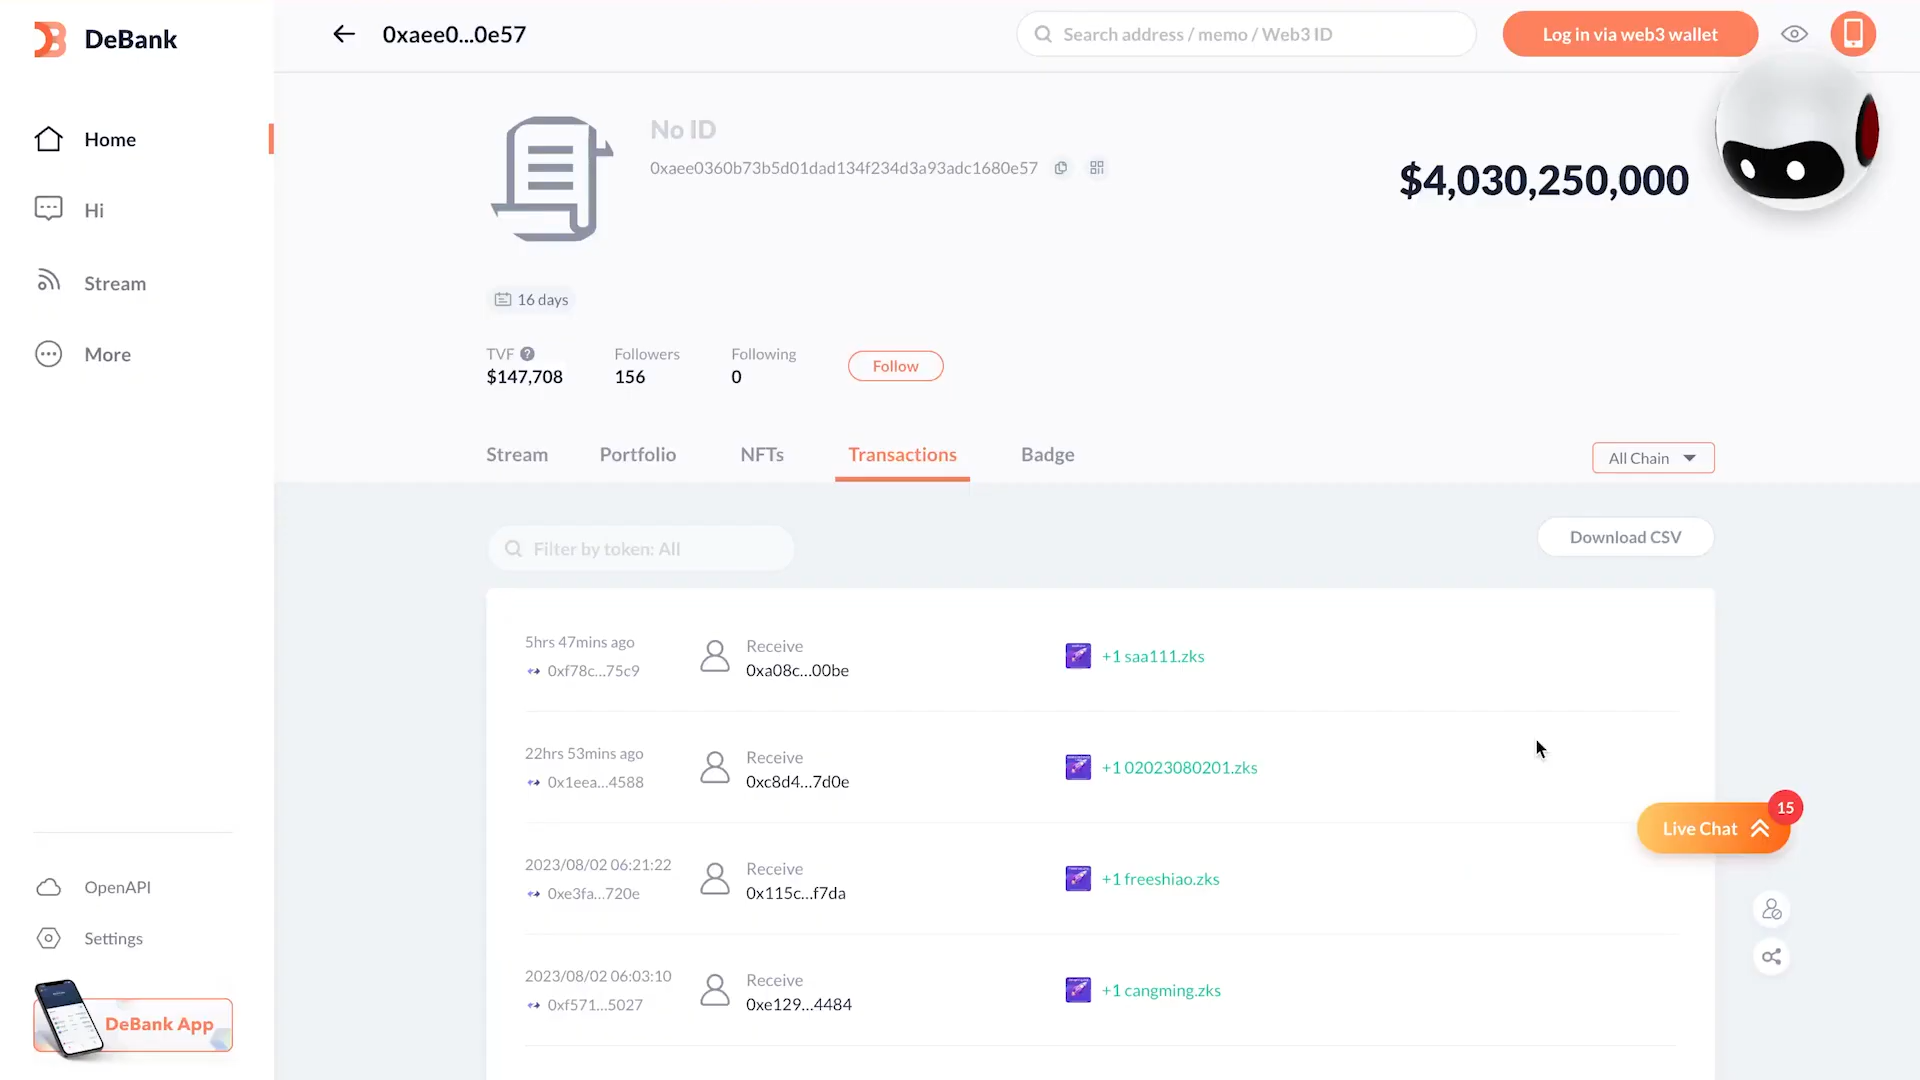 DeBank
0xaee0...0e57
Search address / memo / Web3 ID
Log in via web3 wallet
Home
Hi
Stream
More
No ID
0xaee0360b73b5d01dad134f234d3a93adc1680e57
$4,030,250,000
16 days
TVF ?
Followers
Following
$147,708
156
0
Follow
Stream
Portfolio
NFTs
Transactions
Badge
All Chain
Filter by token: All
Download CSV
5hrs 47mins ago
0xf78c...75c9
Receive
0xa08c...00be
+1 saa111.zks
22hrs 53mins ago
0x1eea...4588
Receive
0xc8d4...7d0e
+1 02023080201.zks
2023/08/02 06:21:22
0xe3fa...720e
Receive
0x115c...f7da
+1 freeshiao.zks
2023/08/02 06:03:10
0xf571...5027
Receive
0xe129...4484
+1 cangming.zks
Live Chat
15
OpenAPI
Settings
DeBank App